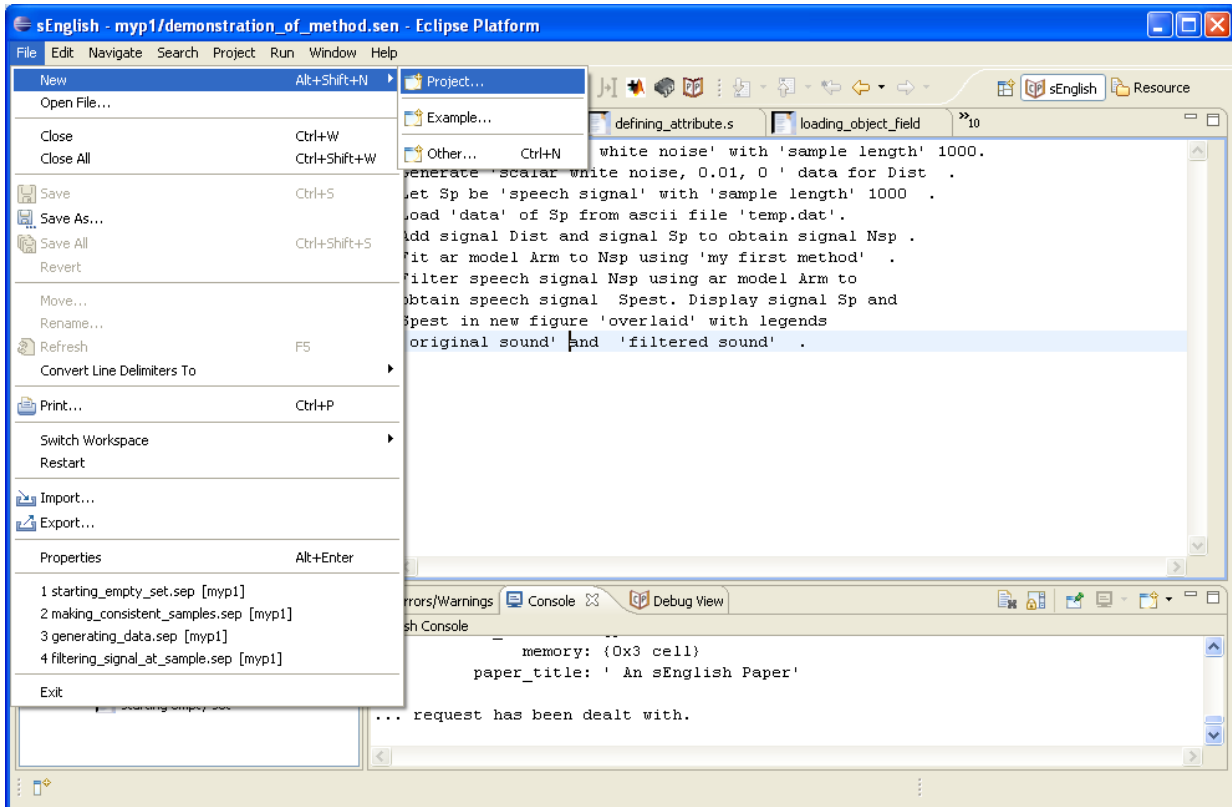 sEnglish - myp1/demonstration_of_method.sen - Eclipse Platform
File Edit Navigate Search Project Run Window Help
New Alt+Shift+N
Open File...
Close Ctrl+W
Close All Ctrl+Shift+W
Save Ctrl+S
Save As...
Save All Ctrl+Shift+S
Revert
Move...
Rename...
Refresh F5
Convert Line Delimiters To
Print... Ctrl+P
Switch Workspace
Restart
Import...
Export...
Properties Alt+Enter
1 starting_empty_set.sep [myp1]
2 making_consistent_samples.sep [myp1]
3 generating_data.sep [myp1]
4 filtering_signal_at_sample.sep [myp1]
Exit
Project...
Example...
Other... Ctrl+N
sEnglish Resource
defining_attribute.s loading_object_field »10
white noise' with 'sample length' 1000.
'scalar white noise, 0.01, 0 ' data for Dist .
Let Sp be 'speech signal' with 'sample length' 1000 .
Load 'data' of Sp from ascii file 'temp.dat'.
Add signal Dist and signal Sp to obtain signal Nsp .
Fit ar model Arm to Nsp using 'my first method' .
Filter speech signal Nsp using ar model Arm to
obtain speech signal Spest. Display signal Sp and
Spest in new figure 'overlaid' with legends
original sound' and 'filtered sound' .
rrors/Warnings Console Debug View
sh Console
memory: {0x3 cell}
paper_title: ' An sEnglish Paper'
... request has been dealt with.